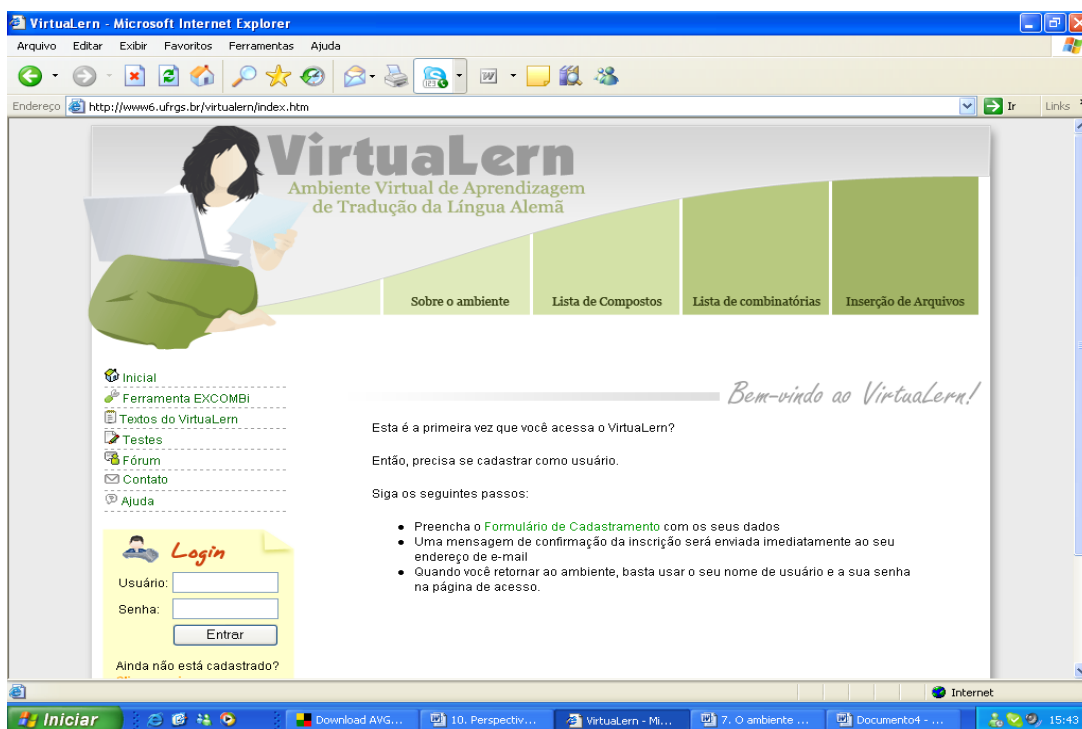 VirtuaLern - Microsoft Internet Explorer
Arquivo Editar Exibir Favoritos Ferramentas Ajuda
Endereço http://www6.ufrgs.br/virtualern/index.htm Ir Links
VirtuaLern
Ambiente Virtual de Aprendizagem
de Tradução da Língua Alemã
Sobre o ambiente Lista de Compostos Lista de combinatórias Inserção de Arquivos
Inicial
Ferramenta EXCOMBi
Textos do VirtuaLern
Testes
Fórum
Contato
Ajuda
Bem-vindo ao VirtuaLern!
Esta é a primeira vez que você acessa o VirtuaLern?
Então, precisa se cadastrar como usuário.
Siga os seguintes passos:
Preencha o Formulário de Cadastramento com os seus dados
Uma mensagem de confirmação da inscrição será enviada imediatamente ao seu
endereço de e-mail
Quando você retornar ao ambiente, basta usar o seu nome de usuário e a sua senha
na página de acesso.
Login
Usuário:
Senha:
Entrar
Ainda não está cadastrado?
Internet
Iniciar Download AVG... 10. Perspectiv... VirtuaLern - Mi... 7. O ambiente ... Documento4 - ... 15:43